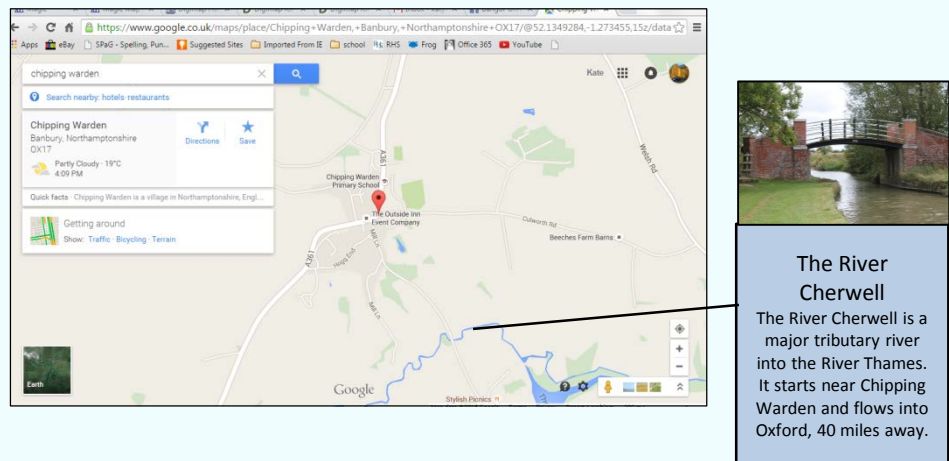 https://www.google.co.uk/maps/place/Chipping+Warden,+Banbury,+Northamptonshire+OX17/@52.1349284,-1.273455,15z/data
Apps eBay SPaG - Spelling, Pun... Suggested Sites Imported From IE school RHS Frog Office 365 YouTube
chipping warden
Kate
Search nearby: hotels restaurants
Chipping Warden
Banbury, Northamptonshire
OX17
Directions Save
Partly Cloudy · 19°C
4:09 PM
Quick facts · Chipping Warden is a village in Northamptonshire, Engl...
Getting around
Show: Traffic · Bicycling · Terrain
A361
Chipping Warden
Primary School
The Outside Inn
Event Company
Welsh Rd
Culworth Rd
Beeches Farm Barns
Mill Ln
Hogg End
A361
Mill Ln
Earth
Google
Stylish Picnics
The River
Cherwell
The River Cherwell is a
major tributary river
into the River Thames.
It starts near Chipping
Warden and flows into
Oxford, 40 miles away.